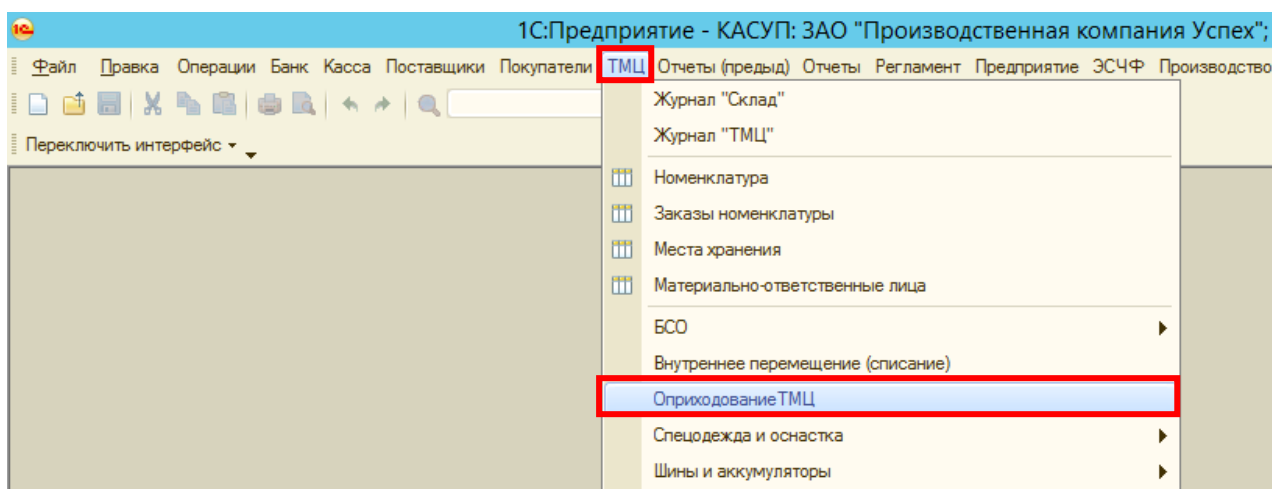 1С:Предприятие - КАСУП: ЗАО "Производственная компания Успех";
Файл Правка Операции Банк Касса Поставщики Покупатели ТМЦ Отчеты (предыд) Отчеты Регламент Предприятие ЭСЧФ Производство
Переключить интерфейс
Журнал "Склад"
Журнал "ТМЦ"
Номенклатура
Заказы номенклатуры
Места хранения
Материально-ответственные лица
БСО
Внутреннее перемещение (списание)
ОприходованиеТМЦ
Спецодежда и оснастка
Шины и аккумуляторы